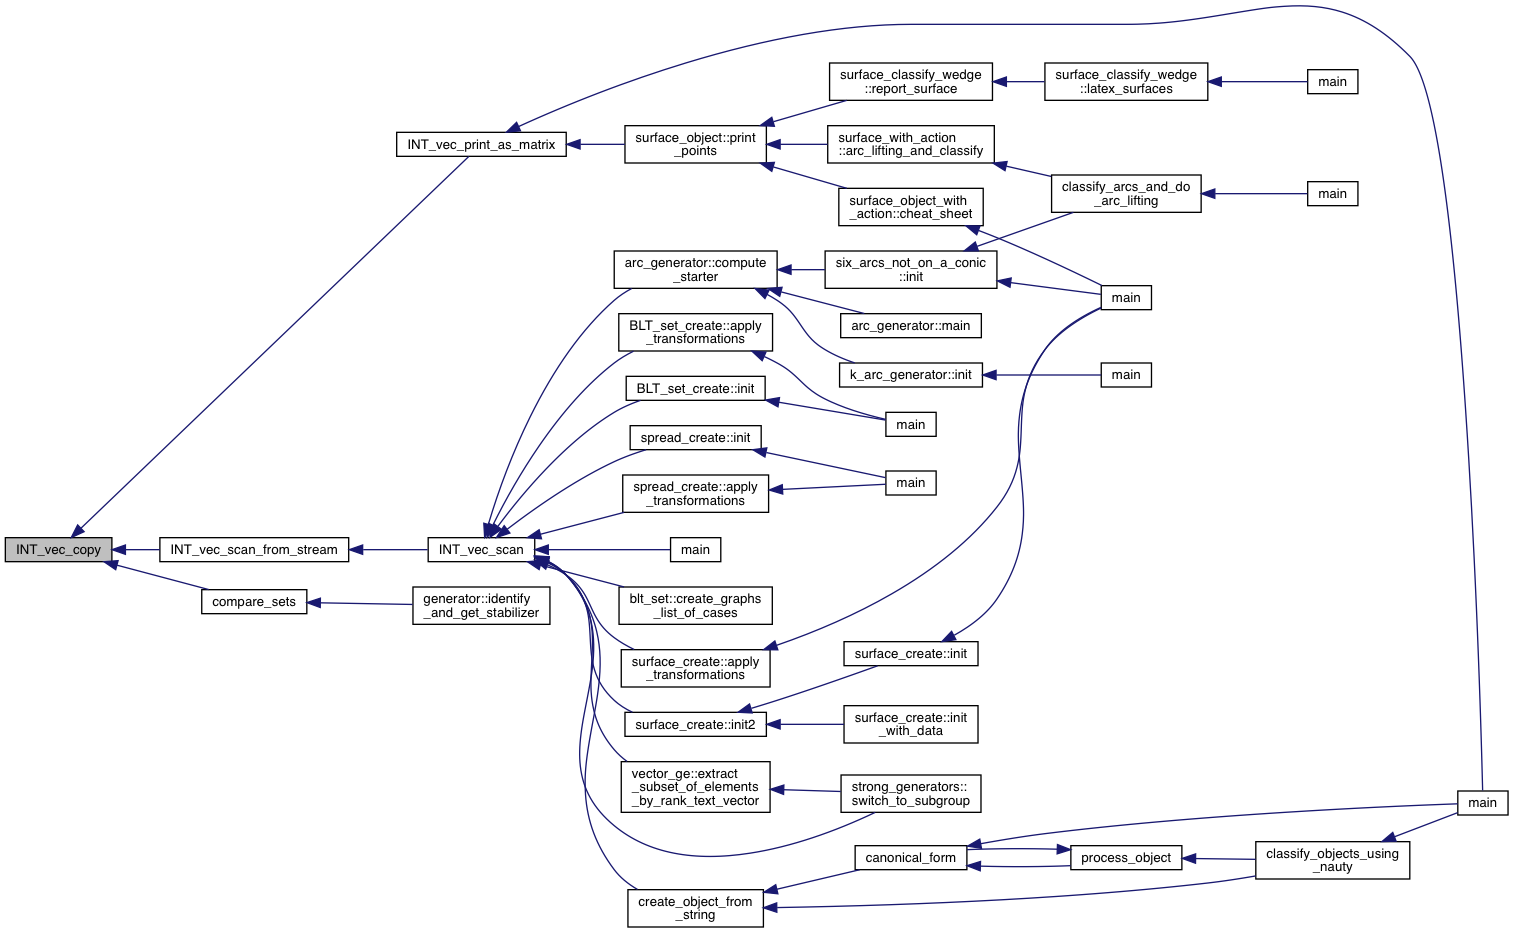 surface_classify_wedge
::report_surface
surface_classify_wedge
::latex_surfaces
main
INT_vec_print_as_matrix
surface_object::print
_points
surface_with_action
::arc_lifting_and_classify
classify_arcs_and_do
_arc_lifting
main
surface_object_with
_action::cheat_sheet
arc_generator::compute
_starter
six_arcs_not_on_a_conic
::init
main
arc_generator::main
BLT_set_create::apply
_transformations
k_arc_generator::init
main
BLT_set_create::init
main
spread_create::init
spread_create::apply
_transformations
main
INT_vec_copy
INT_vec_scan_from_stream
INT_vec_scan
main
compare_sets
generator::identify
_and_get_stabilizer
blt_set::create_graphs
_list_of_cases
surface_create::apply
_transformations
surface_create::init
surface_create::init2
surface_create::init
_with_data
vector_ge::extract
_subset_of_elements
_by_rank_text_vector
strong_generators::
switch_to_subgroup
main
canonical_form
process_object
classify_objects_using
_nauty
create_object_from
_string